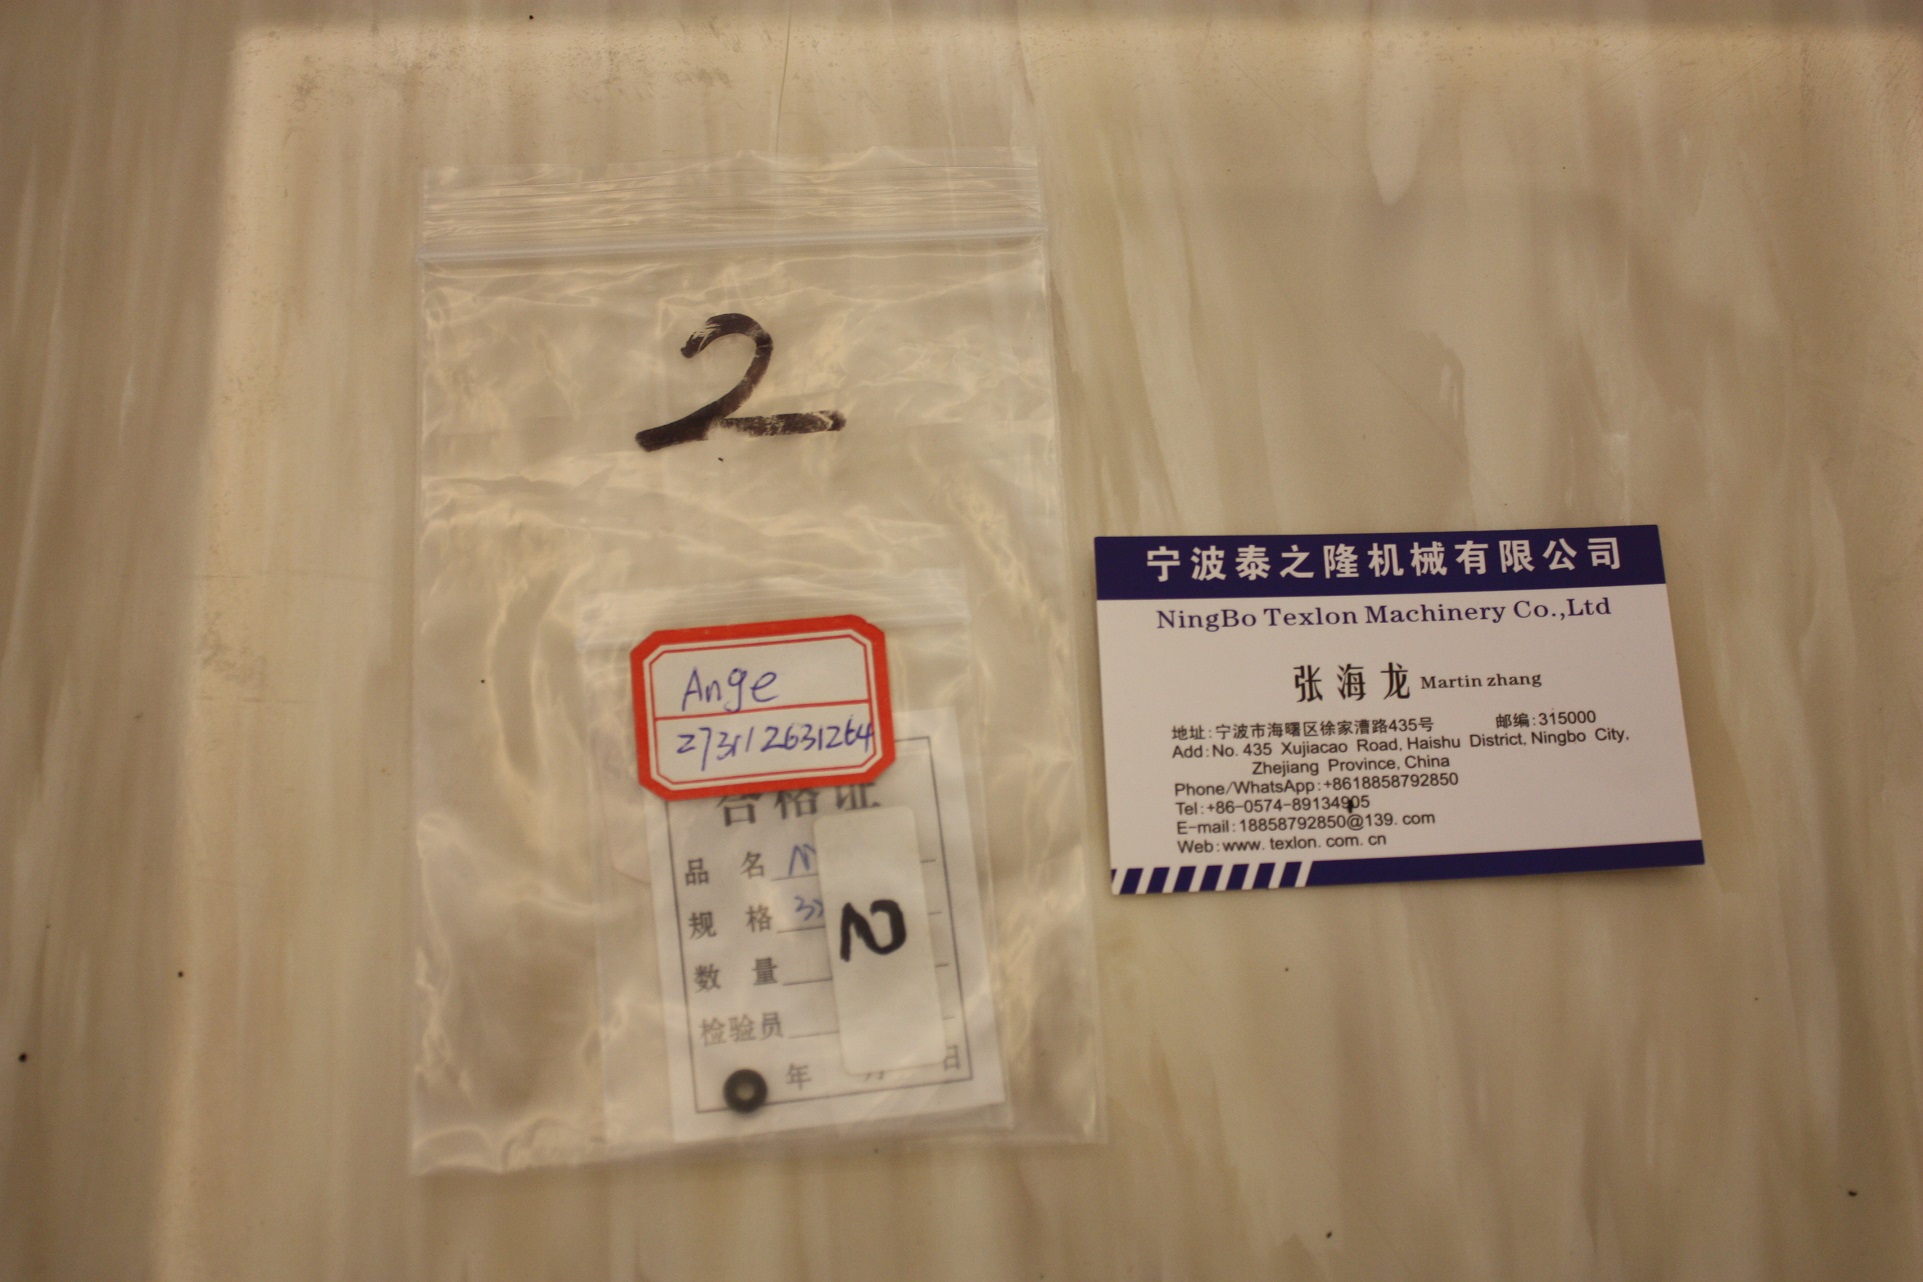 2
Ange
合格证
品 名
规 格
数 量
检验员
年 月 日
2
宁波泰之隆机械有限公司
NingBo Texlon Machinery Co.,Ltd
张海龙 Martin zhang
地址:宁波市海曙区徐家漕路435号 邮编:315000
Add:No. 435 Xujiacao Road, Haishu District, Ningbo City,
Zhejiang Province, China
Phone/WhatsApp:+8618858792850
Tel:+86-0574-89134905
E-mail:18858792850@139.com
Web:www.texlon.com.cn